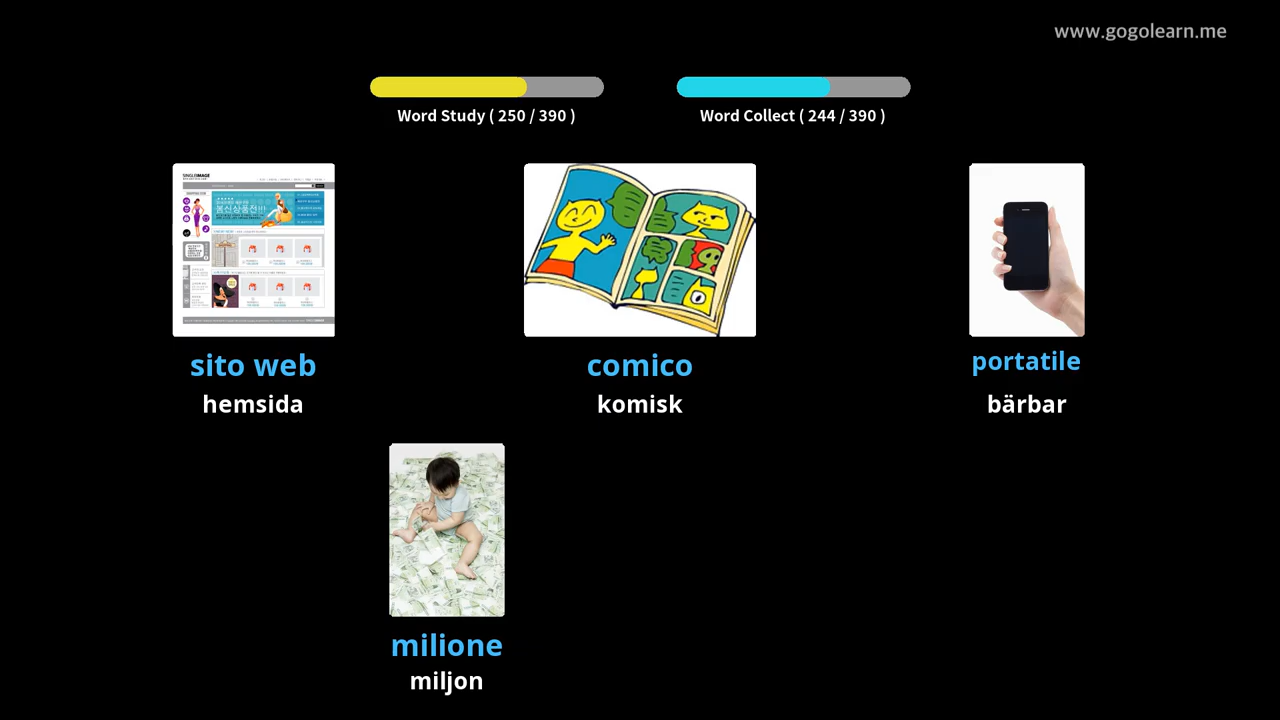 www.gogolearn.me
Word Study ( 250 / 390 )
Word Collect ( 244 / 390 )
sito web
comico
portatile
hemsida
komisk
bärbar
milione
miljon